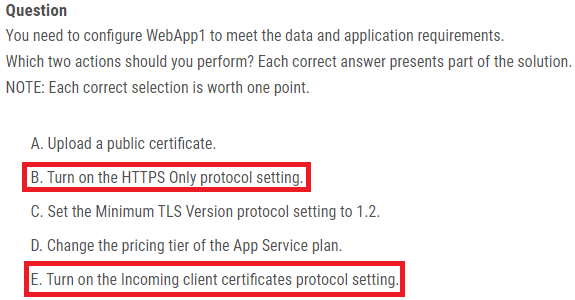 Question
You need to configure WebApp1 to meet the data and application requirements.
Which two actions should you perform? Each correct answer presents part of the solution.
NOTE: Each correct selection is worth one point.
A. Upload a public certificate.
B. Turn on the HTTPS Only protocol setting.
C. Set the Minimum TLS Version protocol setting to 1.2.
D. Change the pricing tier of the App Service plan.
E. Turn on the Incoming client certificates protocol setting.